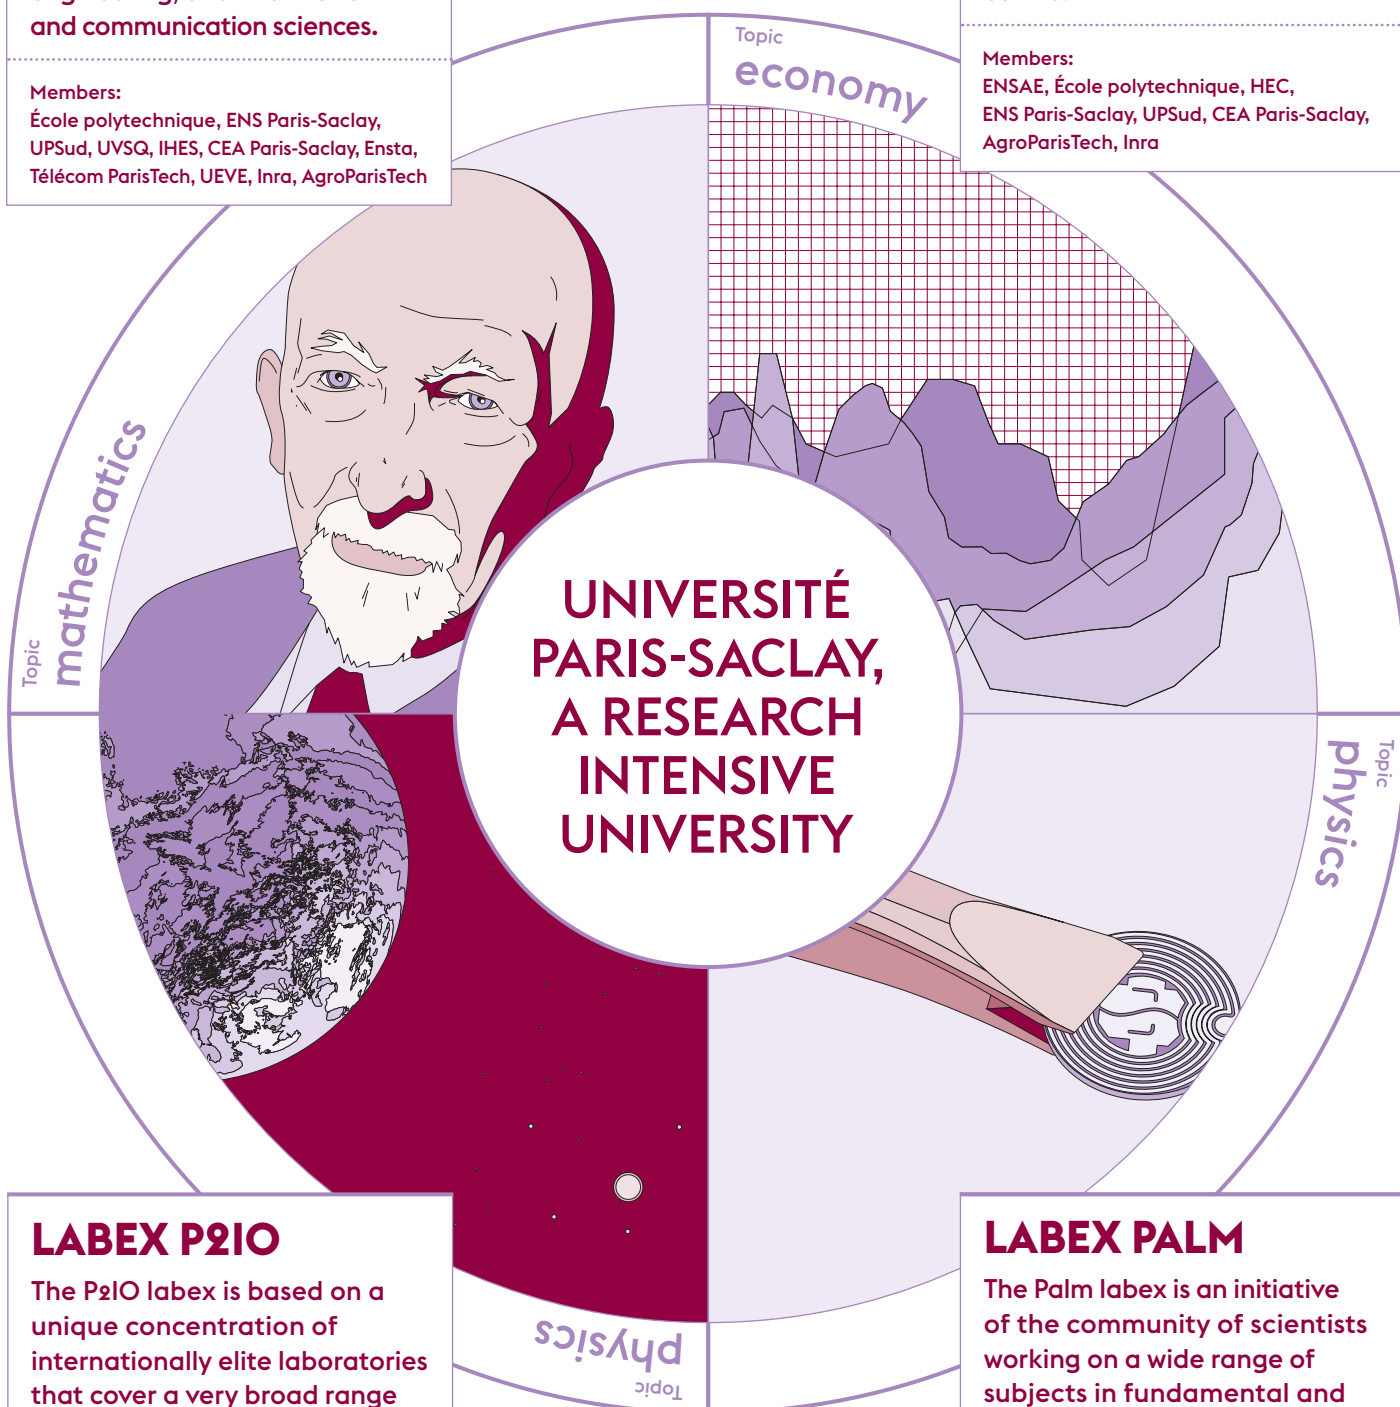 and communication sciences.
Members:
École polytechnique, ENS Paris-Saclay,
UPSud, UVSQ, IHES, CEA Paris-Saclay, Ensta,
Télécom ParisTech, UEVE, Inra, AgroParisTech
Topic
economy
Members:
ENSAE, École polytechnique, HEC,
ENS Paris-Saclay, UPSud, CEA Paris-Saclay,
AgroParisTech, Inra
Topic
mathematics
UNIVERSITÉ
PARIS-SACLAY,
A RESEARCH
INTENSIVE
UNIVERSITY
Topic
physics
LABEX P2IO
The P2IO labex is based on a
unique concentration of
internationally elite laboratories
that cover a very broad range
Topic
physics
LABEX PALM
The Palm labex is an initiative
of the community of scientists
working on a wide range of
subjects in fundamental and